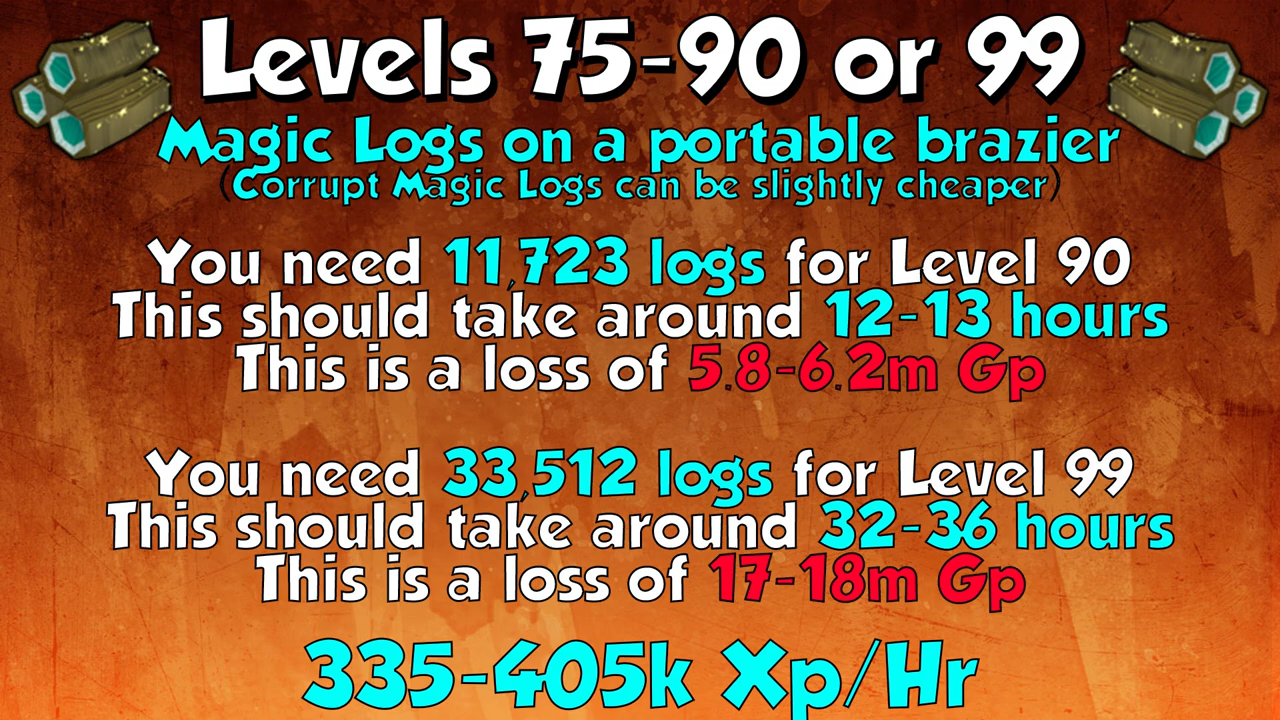 Levels 75-90 or 99
Magic Logs on a portable brazier
(Corrupt Magic Logs can be slightly cheaper)
You need 11,723 logs for Level 90
This should take around 12-13 hours
This is a loss of 5.8-6.2m Gp
You need 33,512 logs for Level 99
This should take around 32-36 hours
This is a loss of 17-18m Gp
335-405k Xp/Hr